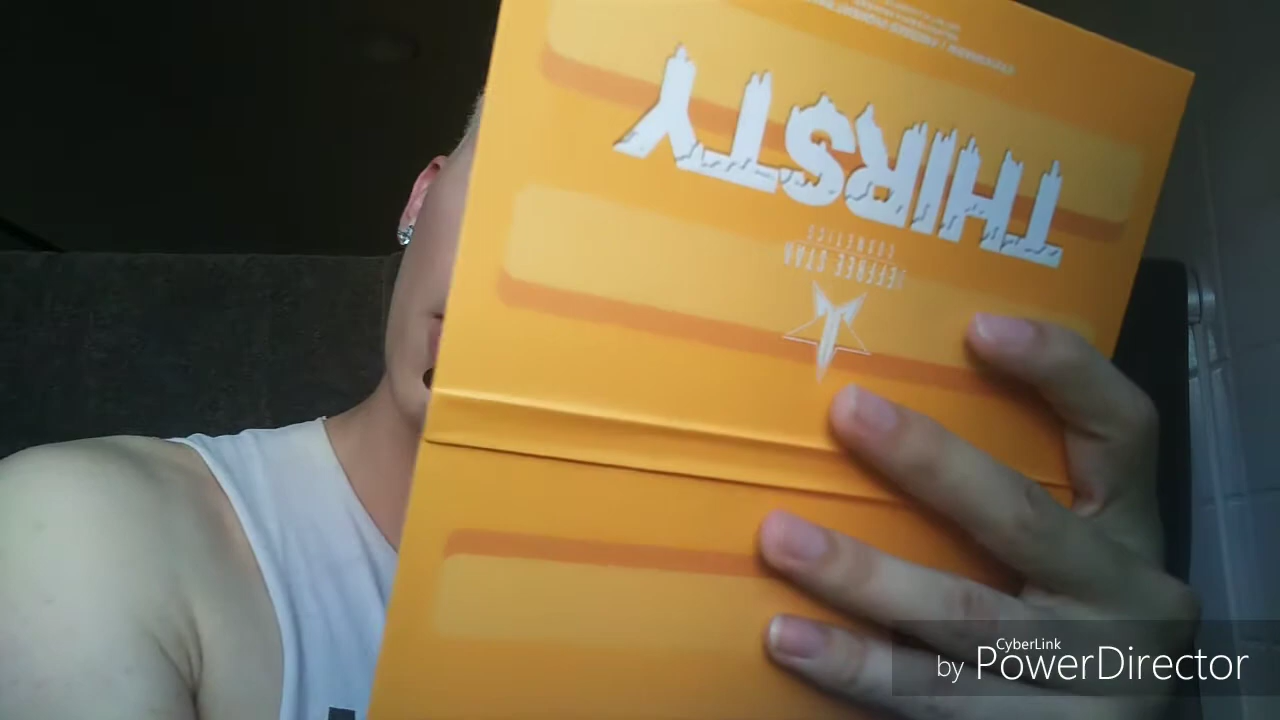 THIRSTY
JEFFREE STAR
COSMETICS
CyberLink
by PowerDirector